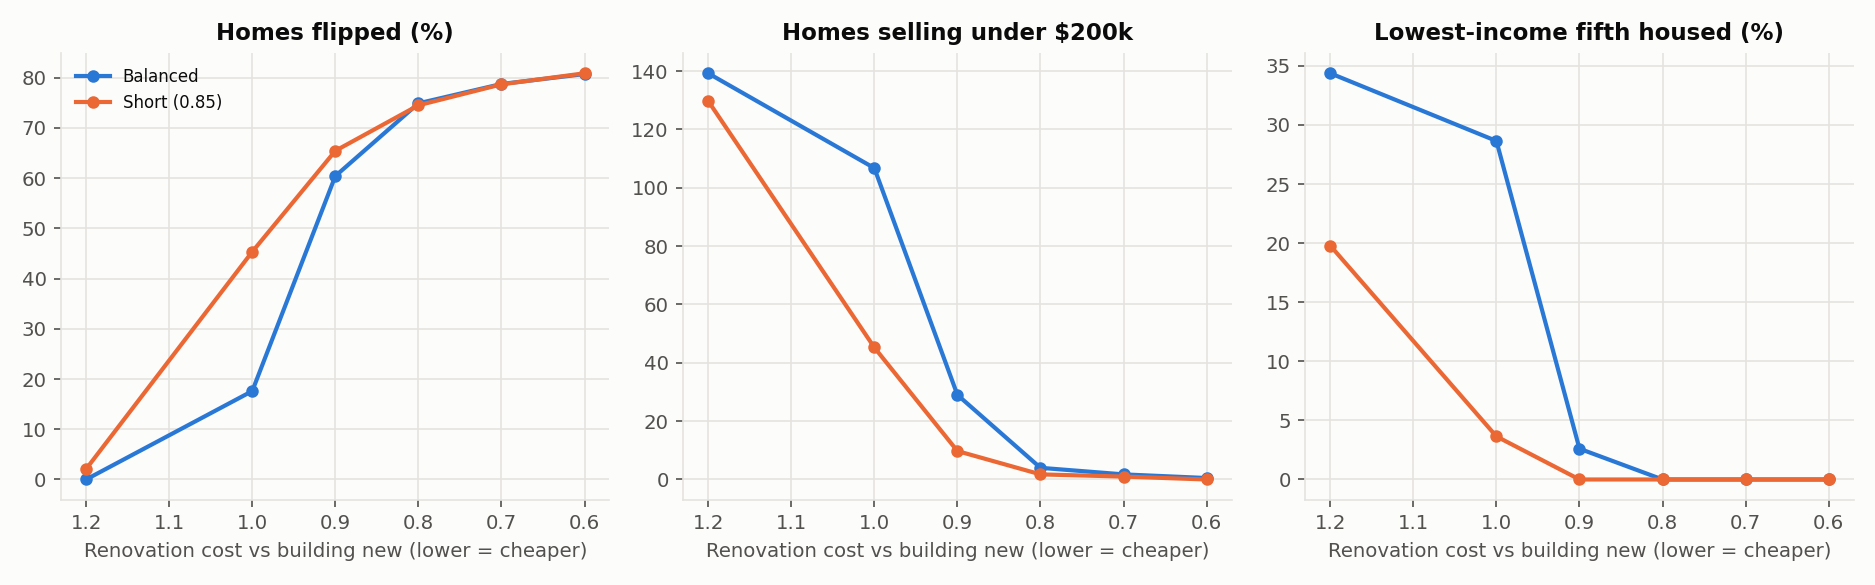 Homes flipped (%)
Balanced
Short (0.85)
80
70
60
50
40
30
20
10
0
1.2 1.1 1.0 0.9 0.8 0.7 0.6
Renovation cost vs building new (lower = cheaper)
Homes selling under $200k
140
120
100
80
60
40
20
0
1.2 1.1 1.0 0.9 0.8 0.7 0.6
Renovation cost vs building new (lower = cheaper)
Lowest-income fifth housed (%)
35
30
25
20
15
10
5
0
1.2 1.1 1.0 0.9 0.8 0.7 0.6
Renovation cost vs building new (lower = cheaper)